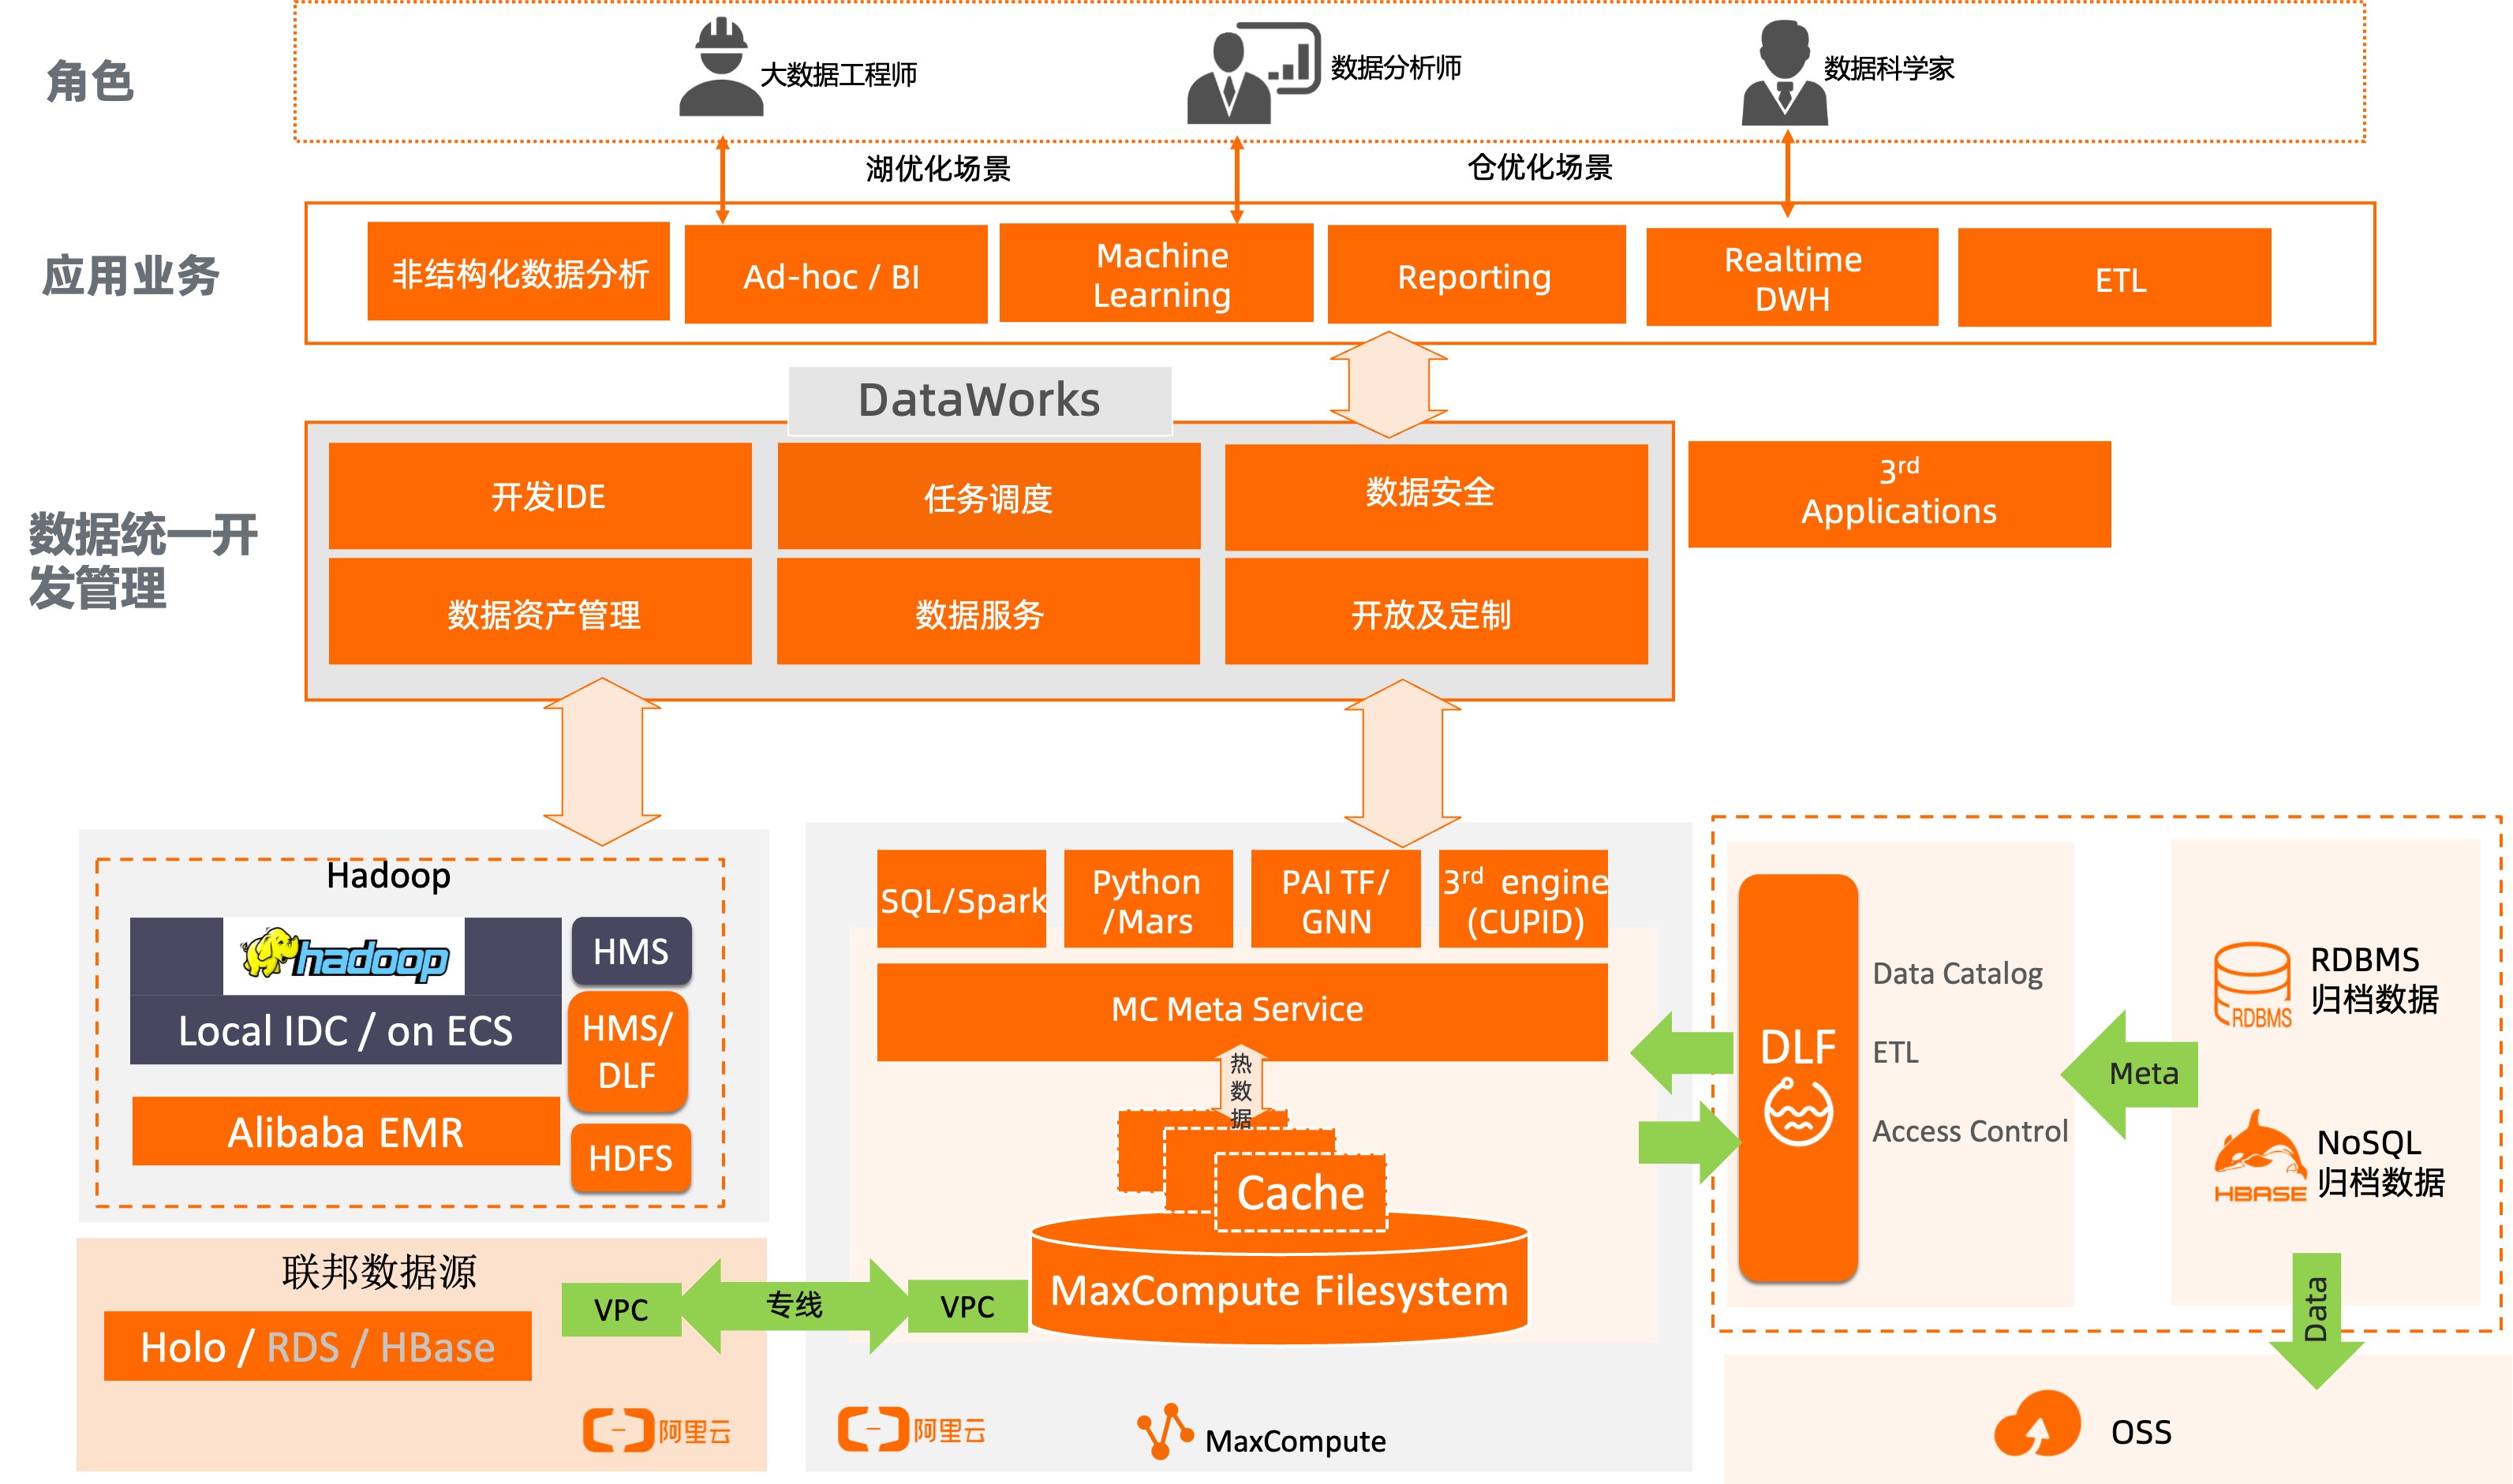 角色
大数据工程师
数据分析师
数据科学家
湖优化场景
仓优化场景
应用业务
非结构化数据分析
Ad-hoc / BI
Machine
Learning
Reporting
Realtime
DWH
ETL
DataWorks
数据统一开
发管理
开发IDE
任务调度
数据安全
数据资产管理
数据服务
开放及定制
3rd
Applications
Hadoop
hadoop
Local IDC / on ECS
HMS
HMS/
DLF
Alibaba EMR
HDFS
联邦数据源
Holo / RDS / HBase
阿里云
VPC
专线
VPC
SQL/Spark
Python
/Mars
PAI TF/
GNN
3rd engine
(CUPID)
MC Meta Service
热
数
据
Cache
MaxCompute Filesystem
阿里云
MaxCompute
DLF
Data Catalog
ETL
Access Control
Meta
RDBMS
RDBMS
归档数据
HBASE
NoSQL
归档数据
Data
OSS